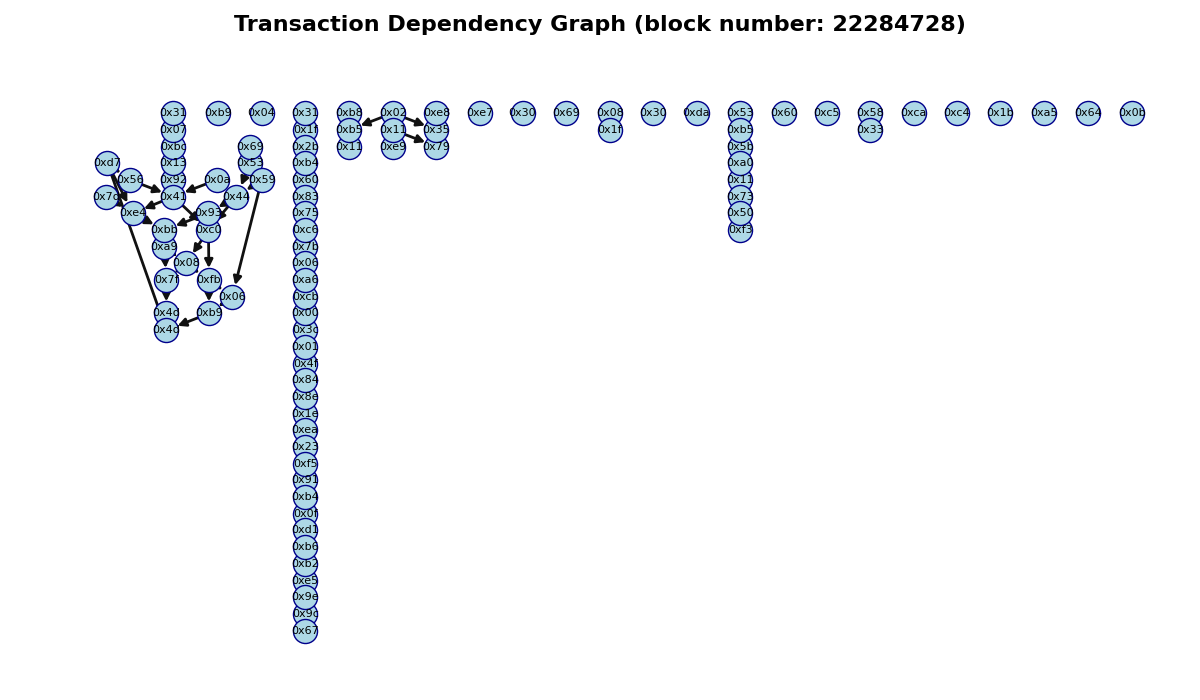 Transaction Dependency Graph (block number: 22284728)
0x31 0xb9 0x04 0x31 0xb8 0x02 0xe8 0xe7 0x30 0x69 0x08 0x30 0xda 0x53 0x60 0xc5 0x58 0xca 0xc4 0x1b 0xa5 0x64 0x0b
0x07 0x1f 0xb5 0x11 0x35 0x1f 0xb5 0x33
0xbc 0x69 0x2b 0x11 0xe9 0x79 0x5b
0xd7 0x13 0x53 0xb4 0xa0
0x56 0x92 0x0a 0x59 0x60 0x11
0x41 0x44 0x83 0x73
0xe4 0x93 0x75 0x50
0xbb 0xc0 0xc6 0xf3
0xa9 0x7b
0x08 0x06
0x7f 0xfb 0xa6
0x06 0xcb
0x4d 0xb9 0x00
0x3c
0x01
0x4f
0x84
0x8e
0x1e
0xea
0x23
0xf5
0x91
0xb4
0x0f
0xd1
0xb6
0xb2
0xe5
0x9e
0x9c
0x67